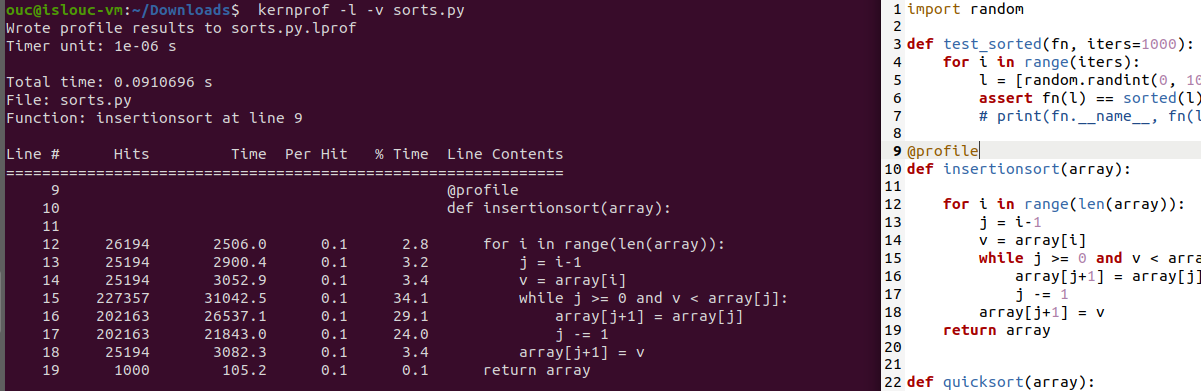 ouc@islouc-vm:~/Downloads$ kernprof -l -v sorts.py
Wrote profile results to sorts.py.lprof
Timer unit: 1e-06 s
Total time: 0.0910696 s
File: sorts.py
Function: insertionsort at line 9
Line # Hits Time Per Hit % Time Line Contents
==============================================================
9 @profile
10 def insertionsort(array):
11
12 26194 2506.0 0.1 2.8 for i in range(len(array)):
13 25194 2900.4 0.1 3.2 j = i-1
14 25194 3052.9 0.1 3.4 v = array[i]
15 227357 31042.5 0.1 34.1 while j >= 0 and v < array[j]:
16 202163 26537.1 0.1 29.1 array[j+1] = array[j]
17 202163 21843.0 0.1 24.0 j -= 1
18 25194 3082.3 0.1 3.4 array[j+1] = v
19 1000 105.2 0.1 0.1 return array
1 import random
2
3 def test_sorted(fn, iters=1000):
4 for i in range(iters):
5 l = [random.randint(0, 10
6 assert fn(l) == sorted(l)
7 # print(fn.__name__, fn(l
8
9 @profile
10 def insertionsort(array):
11
12 for i in range(len(array)):
13 j = i-1
14 v = array[i]
15 while j >= 0 and v < arra
16 array[j+1] = array[j]
17 j -= 1
18 array[j+1] = v
19 return array
20
21
22 def quicksort(array):